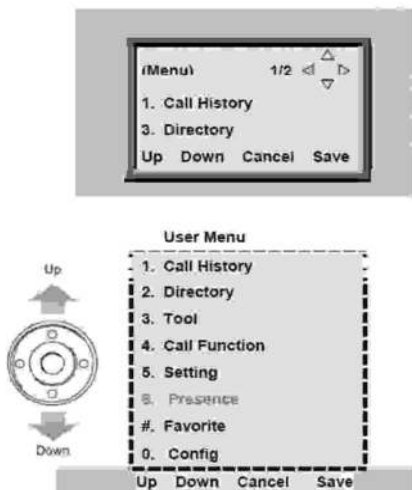 (Menu) 1/2
1. Call History
3. Directory
Up Down Cancel Save
User Menu
1. Call History
2. Directory
3. Tool
4. Call Function
5. Setting
6. Presence
#. Favorite
0. Config
Up Down Cancel Save
Up
Down